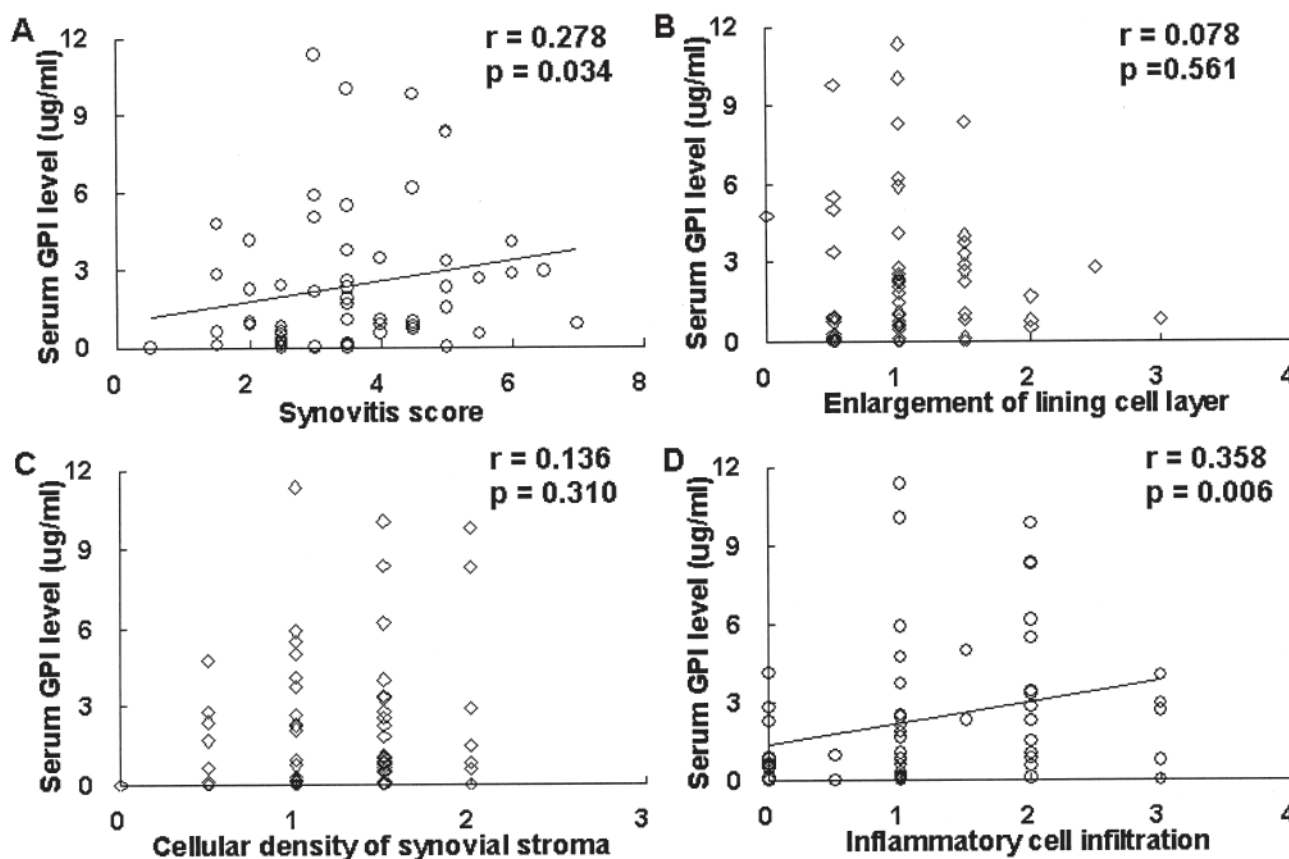 A
r = 0.278
p = 0.034
12
9
6
3
0
0 2 4 6 8
Serum GPI level (ug/ml)
Synovitis score
B
r = 0.078
p =0.561
12
9
6
3
0
0 1 2 3 4
Serum GPI level (ug/ml)
Enlargement of lining cell layer
C
r = 0.136
p = 0.310
12
9
6
3
0
0 1 2 3
Serum GPI level (ug/ml)
Cellular density of synovial stroma
D
r = 0.358
p = 0.006
12
9
6
3
0
0 1 2 3 4
Serum GPI level (ug/ml)
Inflammatory cell infiltration